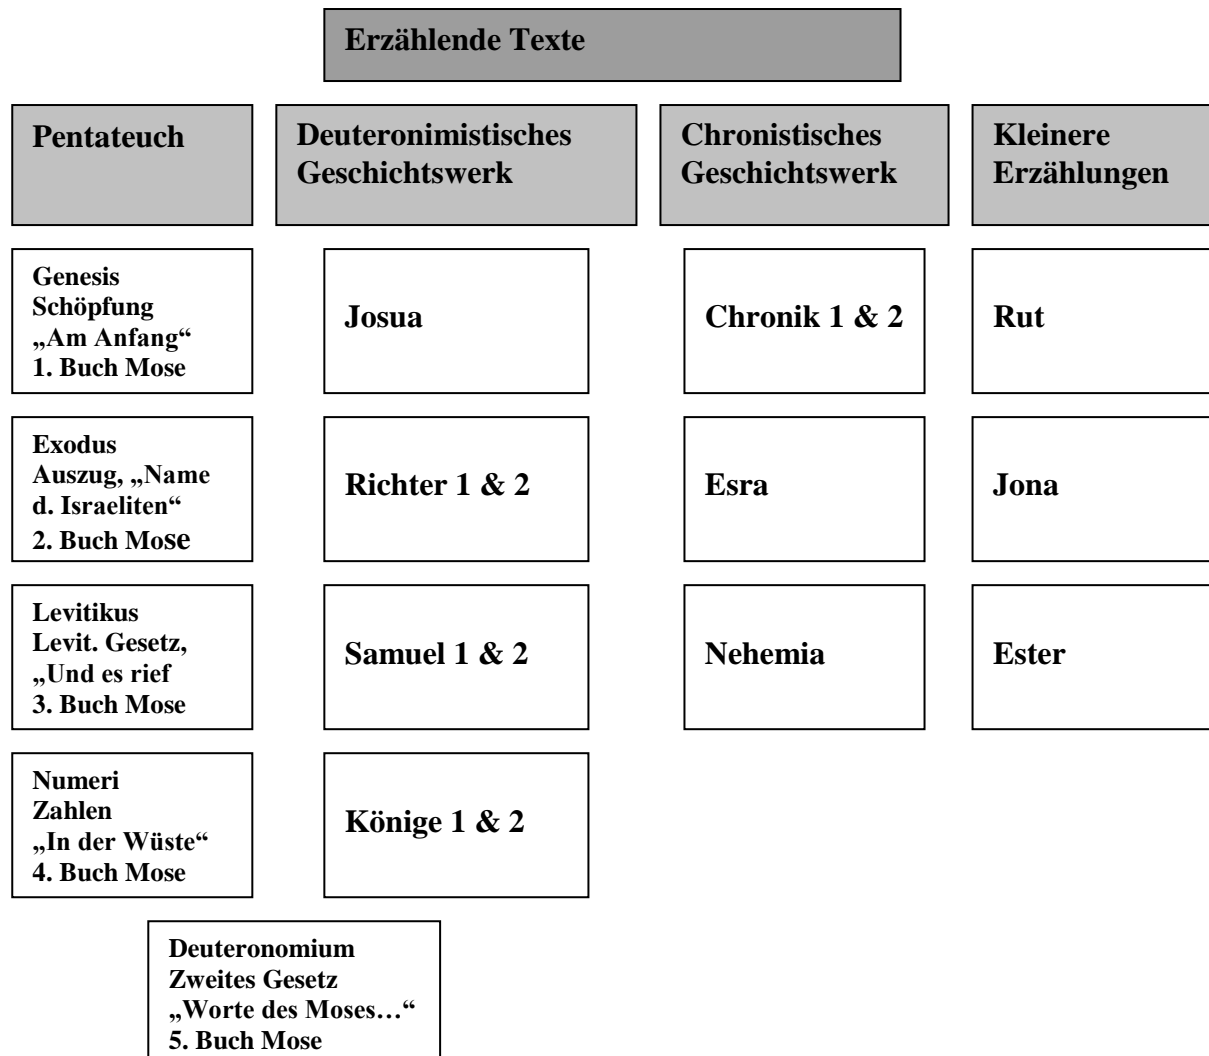 Erzählende Texte
Pentateuch
Deuteronimistisches
Geschichtswerk
Chronistisches
Geschichtswerk
Kleinere
Erzählungen
Genesis
Schöpfung
„Am Anfang“
1. Buch Mose
Josua
Chronik 1 & 2
Rut
Exodus
Auszug, „Name
d. Israeliten“
2. Buch Mose
Richter 1 & 2
Esra
Jona
Levitikus
Levit. Gesetz,
„Und es rief
3. Buch Mose
Samuel 1 & 2
Nehemia
Ester
Numeri
Zahlen
„In der Wüste“
4. Buch Mose
Könige 1 & 2
Deuteronomium
Zweites Gesetz
„Worte des Moses…“
5. Buch Mose